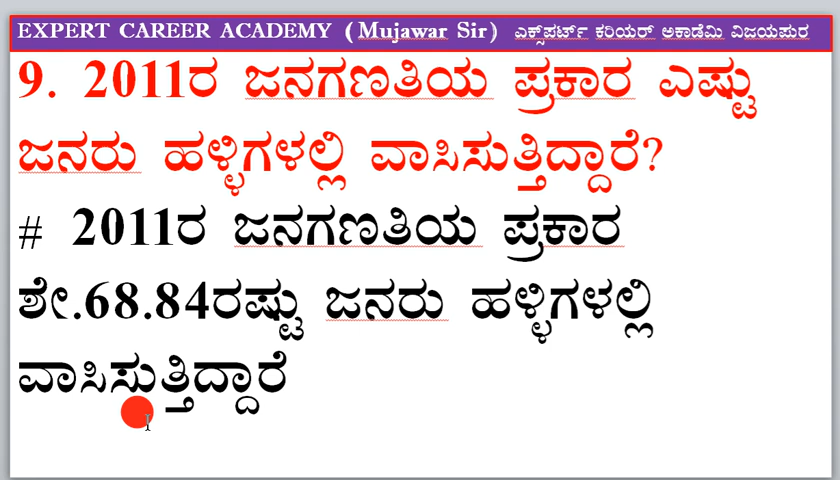 EXPERT CAREER ACADEMY (Mujawar Sir) ಎಕ್ಸ್‌ಪರ್ಟ್ ಕರಿಯರ್ ಅಕಾಡೆಮಿ ವಿಜಯಪುರ
9. 2011ರ ಜನಗಣತಿಯ ಪ್ರಕಾರ ಎಷ್ಟು
ಜನರು ಹಳ್ಳಿಗಳಲ್ಲಿ ವಾಸಿಸುತ್ತಿದ್ದಾರೆ?
# 2011ರ ಜನಗಣತಿಯ ಪ್ರಕಾರ
ಶೇ.68.84ರಷ್ಟು ಜನರು ಹಳ್ಳಿಗಳಲ್ಲಿ
ವಾಸಿಸುತ್ತಿದ್ದಾರೆ